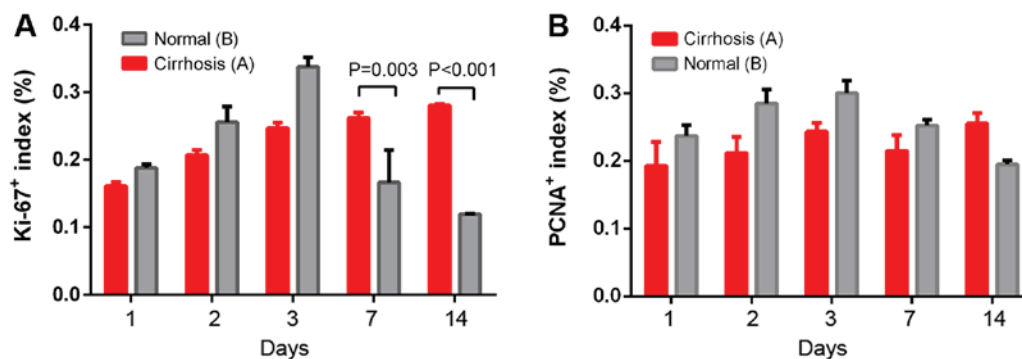 A
Ki-67+ index (%)
0.4
0.3
0.2
0.1
0.0
Normal (B)
Cirrhosis (A)
P=0.003
P<0.001
1
2
3
7
14
Days
B
PCNA+ index (%)
0.4
0.3
0.2
0.1
0.0
Cirrhosis (A)
Normal (B)
1
2
3
7
14
Days